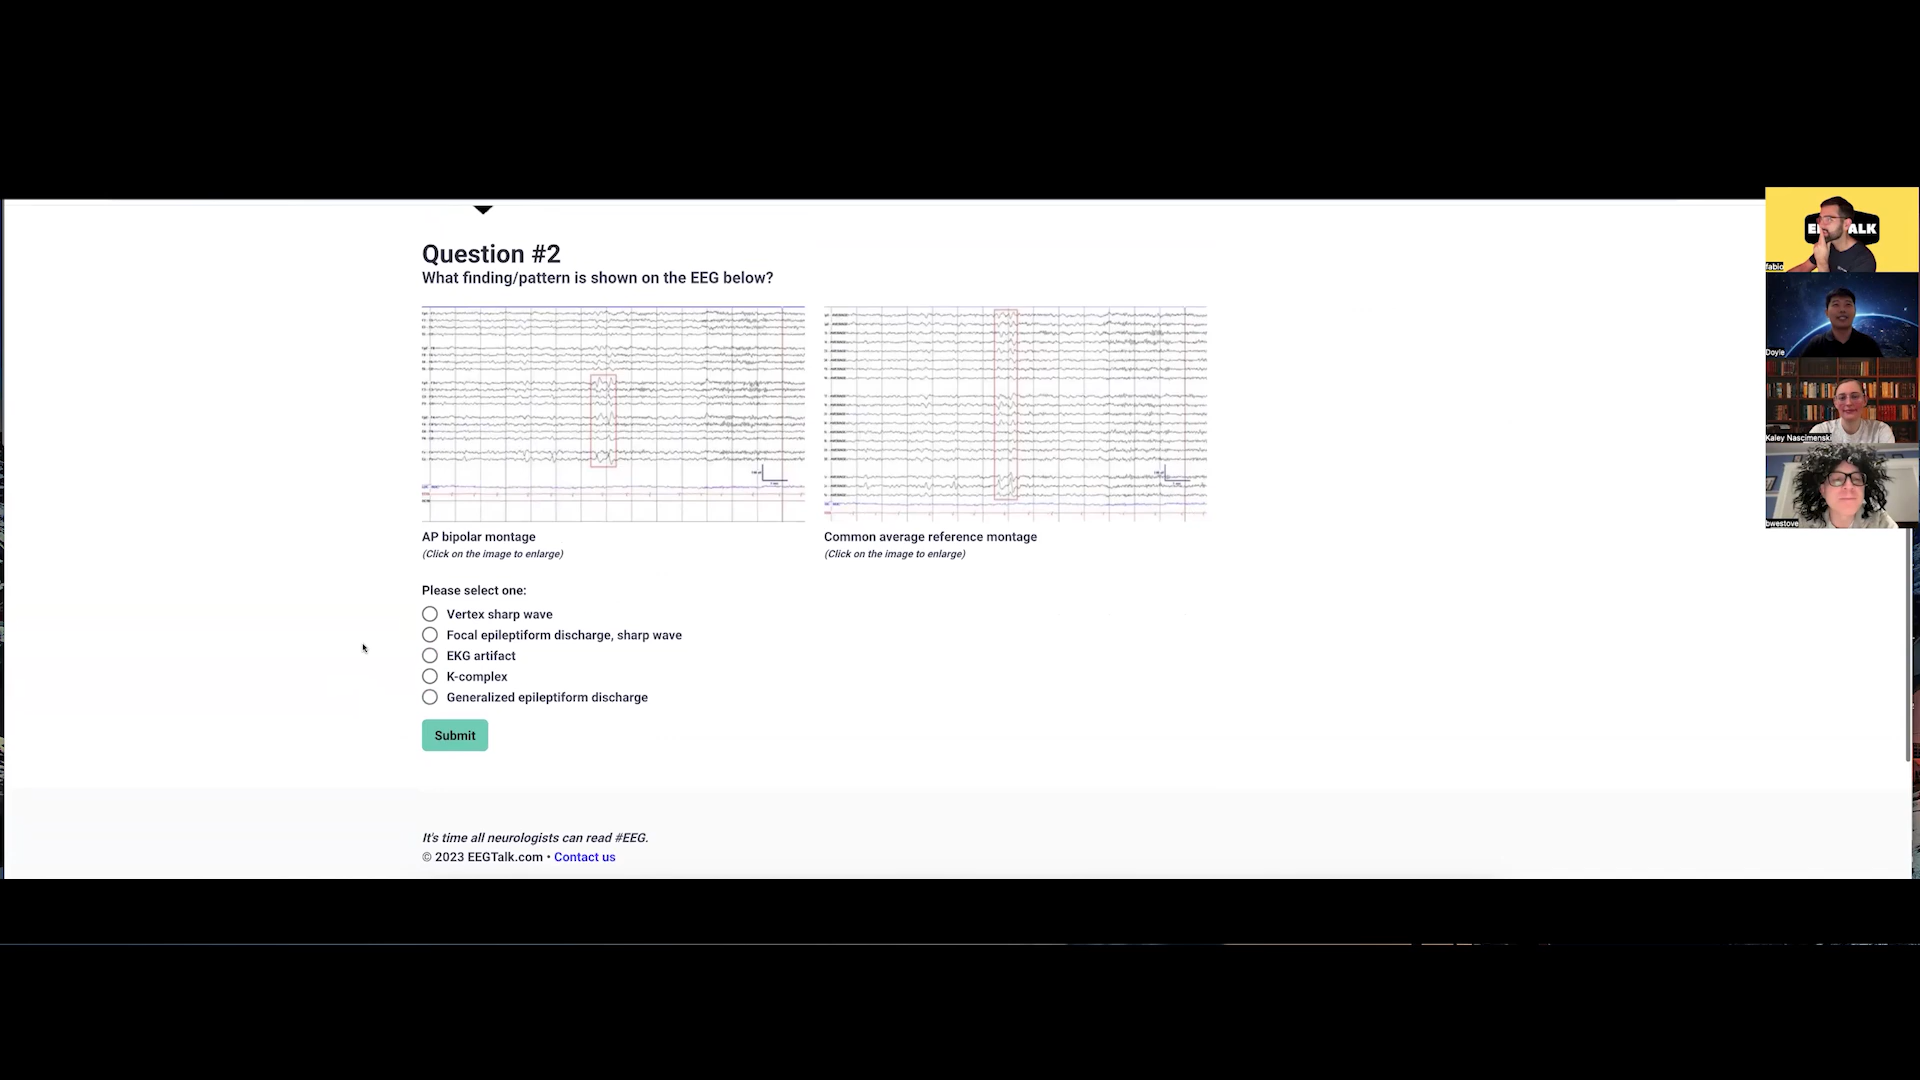 Question #2
What finding/pattern is shown on the EEG below?
AP bipolar montage
(Click on the image to enlarge)
Common average reference montage
(Click on the image to enlarge)
Please select one:
Vertex sharp wave
Focal epileptiform discharge, sharp wave
EKG artifact
K-complex
Generalized epileptiform discharge
Submit
It's time all neurologists can read #EEG.
© 2023 EEGTalk.com • Contact us
fabio
Doyle
Kaley Nascimenski
bwestove